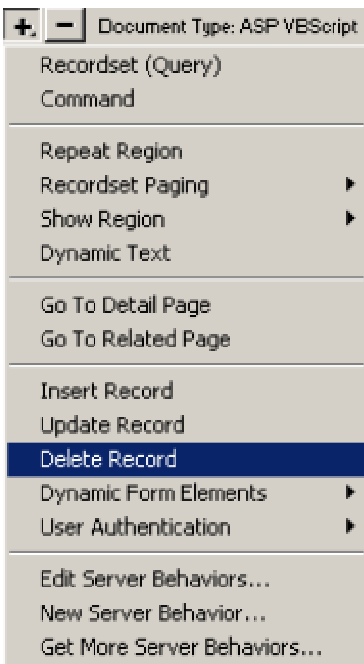 Document Type: ASP VBScript
Recordset (Query)
Command
Repeat Region
Recordset Paging
Show Region
Dynamic Text
Go To Detail Page
Go To Related Page
Insert Record
Update Record
Delete Record
Dynamic Form Elements
User Authentication
Edit Server Behaviors...
New Server Behavior...
Get More Server Behaviors...